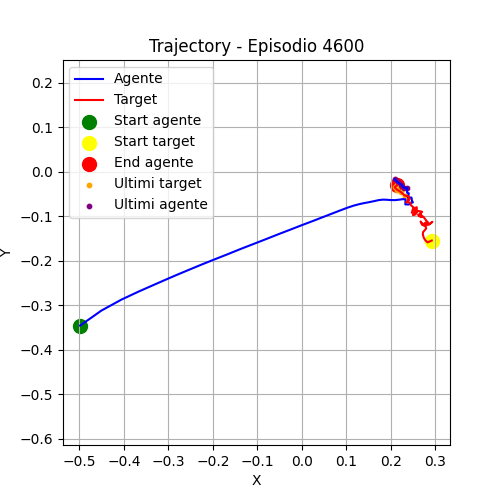 Trajectory - Episodio 4600
Agente
Target
Start agente
Start target
End agente
Ultimi target
Ultimi agente
0.2
0.1
0.0
−0.1
−0.2
−0.3
−0.4
−0.5
−0.6
Y
−0.5 −0.4 −0.3 −0.2 −0.1 0.0 0.1 0.2 0.3
X